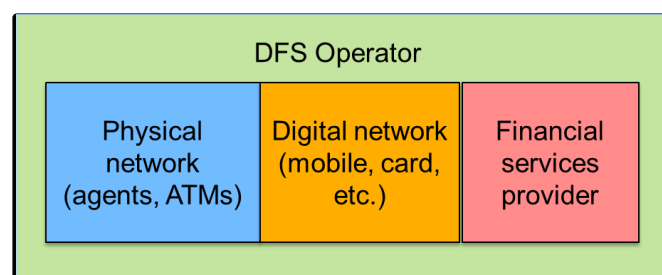 DFS Operator
Physical
network
(agents, ATMs)
Digital network
(mobile, card,
etc.)
Financial
services
provider